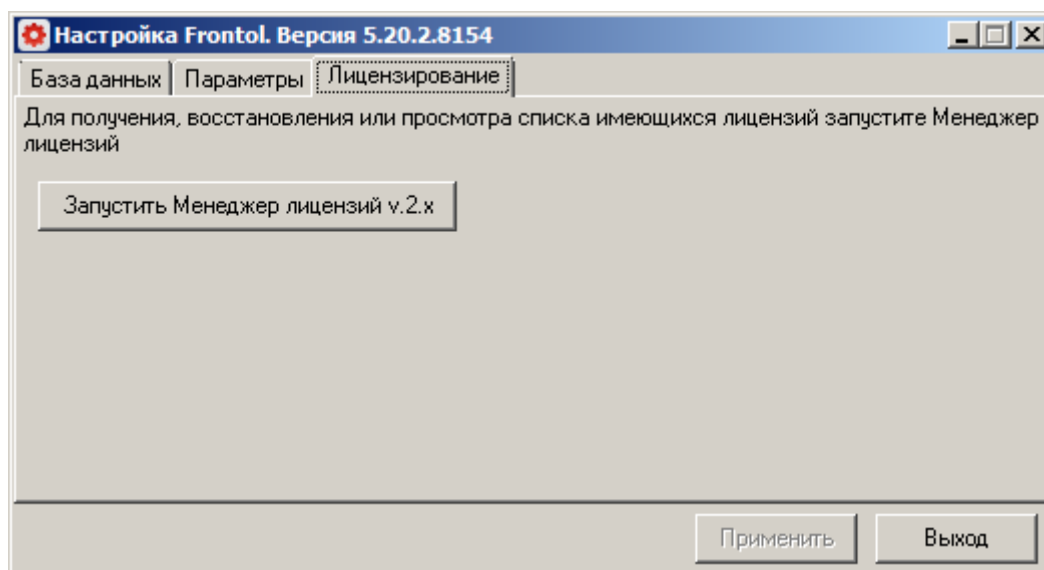 Настройка Frontol. Версия 5.20.2.8154
База данных Параметры Лицензирование
Для получения, восстановления или просмотра списка имеющихся лицензий запустите Менеджер
лицензий
Запустить Менеджер лицензий v.2.x
Применить Выход